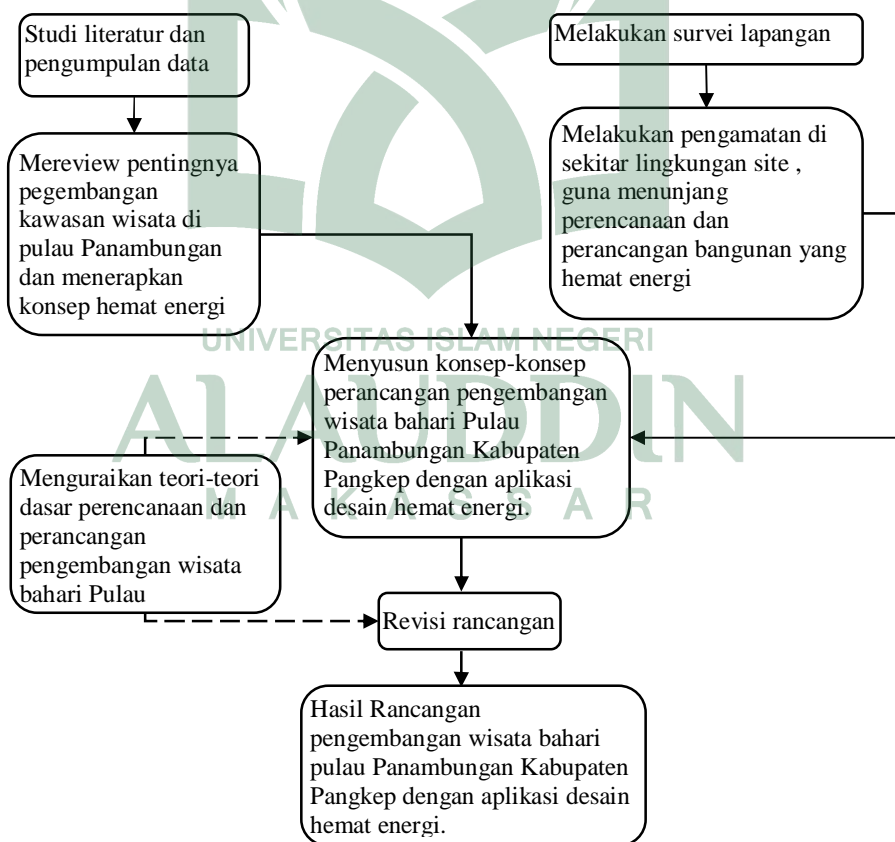 Studi literatur dan
pengumpulan data
Melakukan survei lapangan
Mereview pentingnya
pegembangan
kawasan wisata di
pulau Panambungan
dan menerapkan
konsep hemat energi
Melakukan pengamatan di
sekitar lingkungan site ,
guna menunjang
perencanaan dan
perancangan bangunan yang
hemat energi
UNIVERSITAS ISLAM NEGERI
ALAUDDIN
MAKASSAR
Menyusun konsep-konsep
perancangan pengembangan
wisata bahari Pulau
Panambungan Kabupaten
Pangkep dengan aplikasi
desain hemat energi.
Menguraikan teori-teori
dasar perencanaan dan
perancangan
pengembangan wisata
bahari Pulau
Revisi rancangan
Hasil Rancangan
pengembangan wisata bahari
pulau Panambungan Kabupaten
Pangkep dengan aplikasi desain
hemat energi.